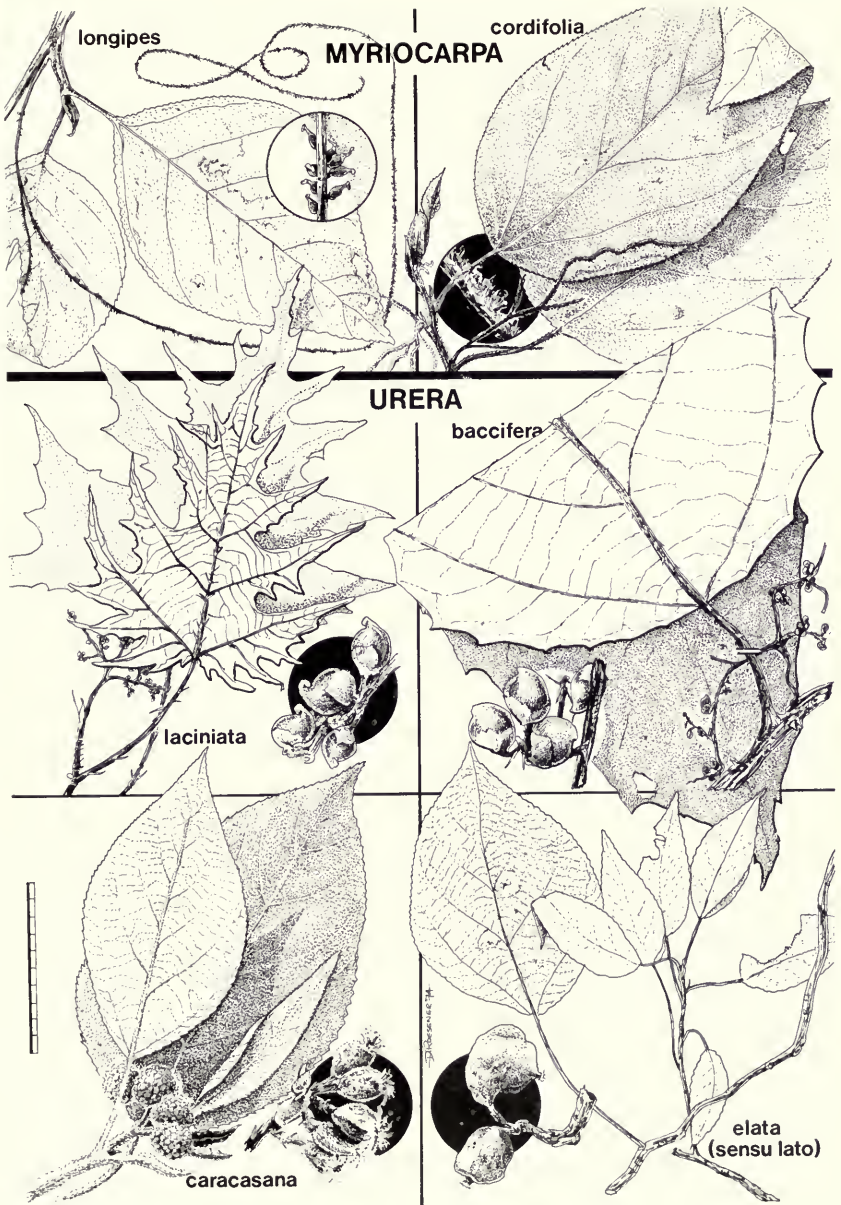 longipes
MYRIOCARPA
cordifolia
URERA
baccifera
laciniata
caracasana
elata
(sensu lato)